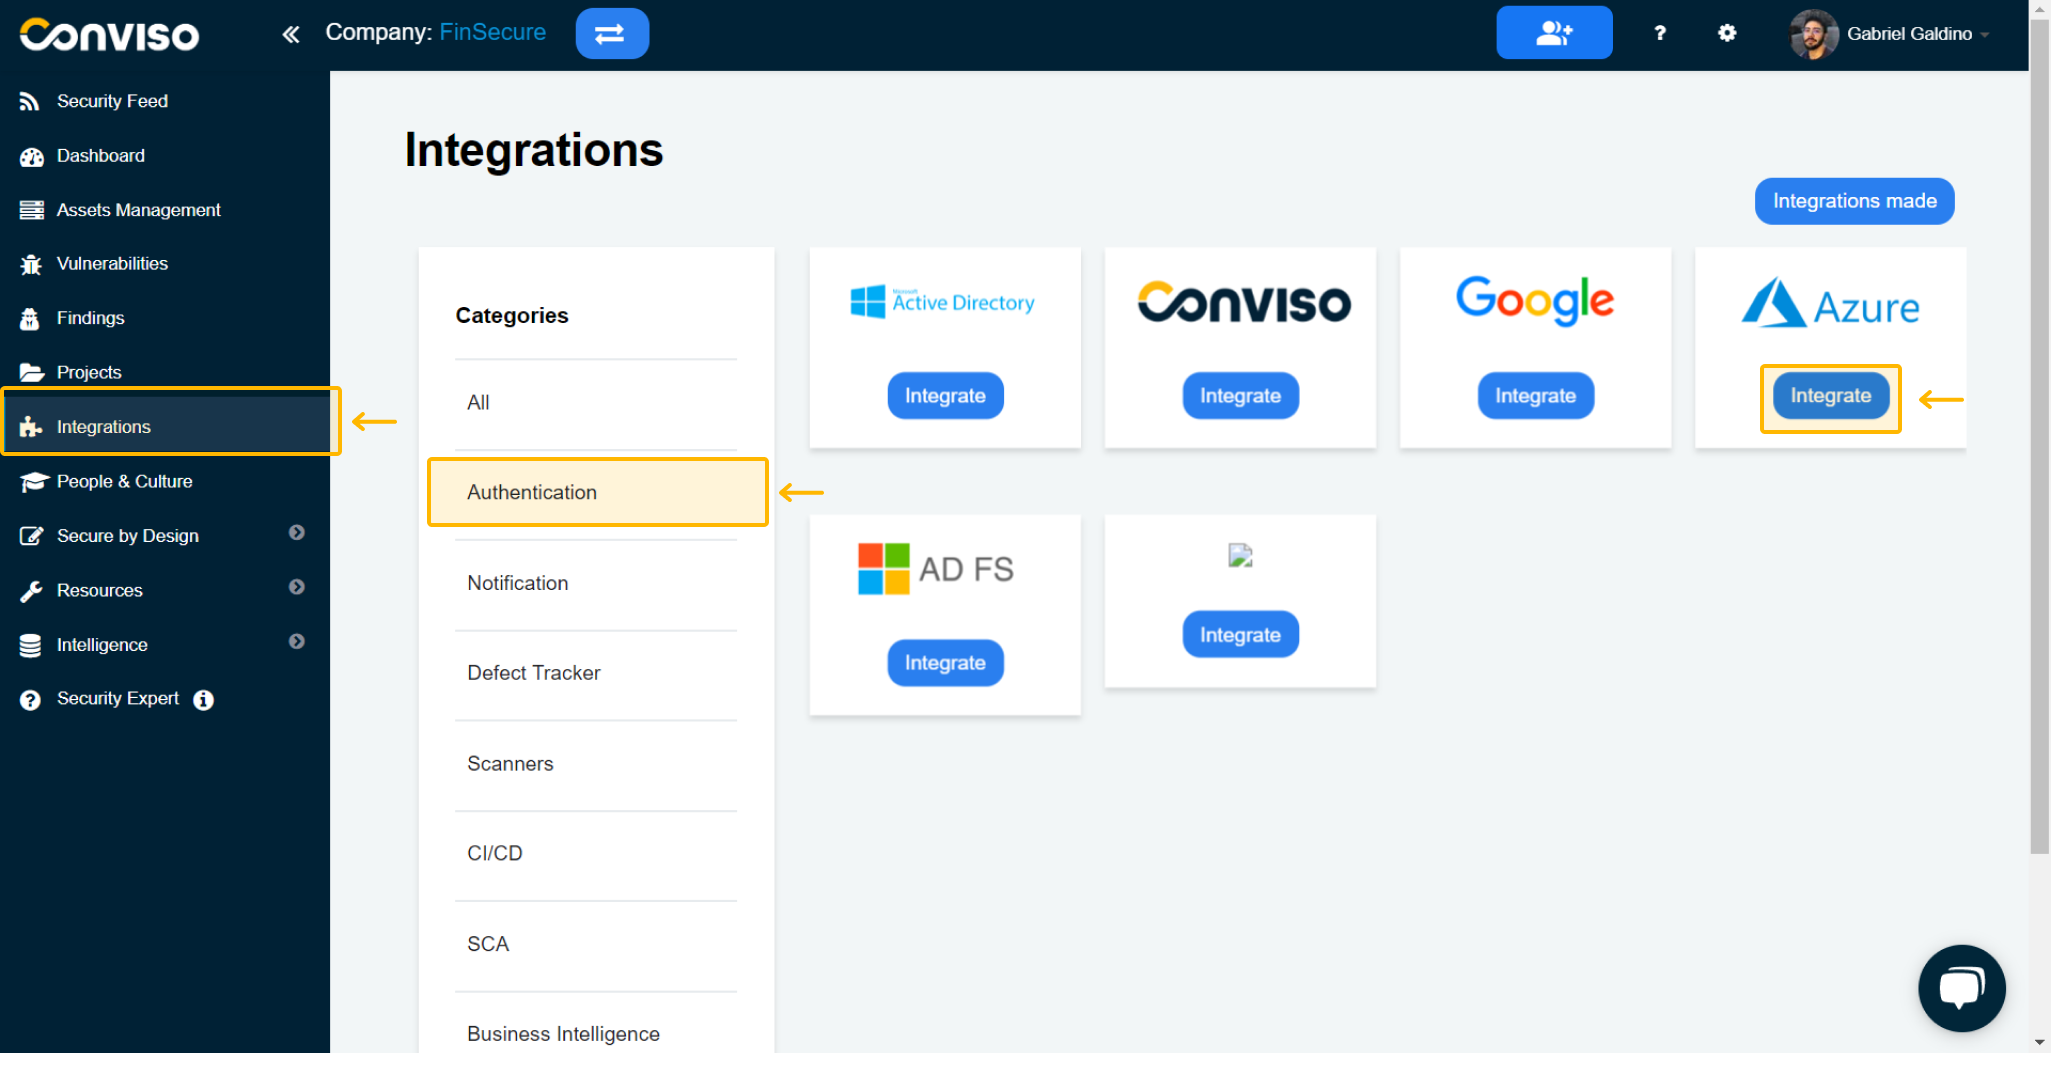 Conviso
Company: FinSecure
?
Gabriel Galdino
Security Feed
Dashboard
Assets Management
Vulnerabilities
Findings
Projects
Integrations
People & Culture
Secure by Design
Resources
Intelligence
Security Expert
Integrations
Integrations made
Categories
All
Authentication
Notification
Defect Tracker
Scanners
CI/CD
SCA
Business Intelligence
Microsoft
Active Directory
Integrate
Conviso
Integrate
Google
Integrate
Azure
Integrate
AD FS
Integrate
Integrate